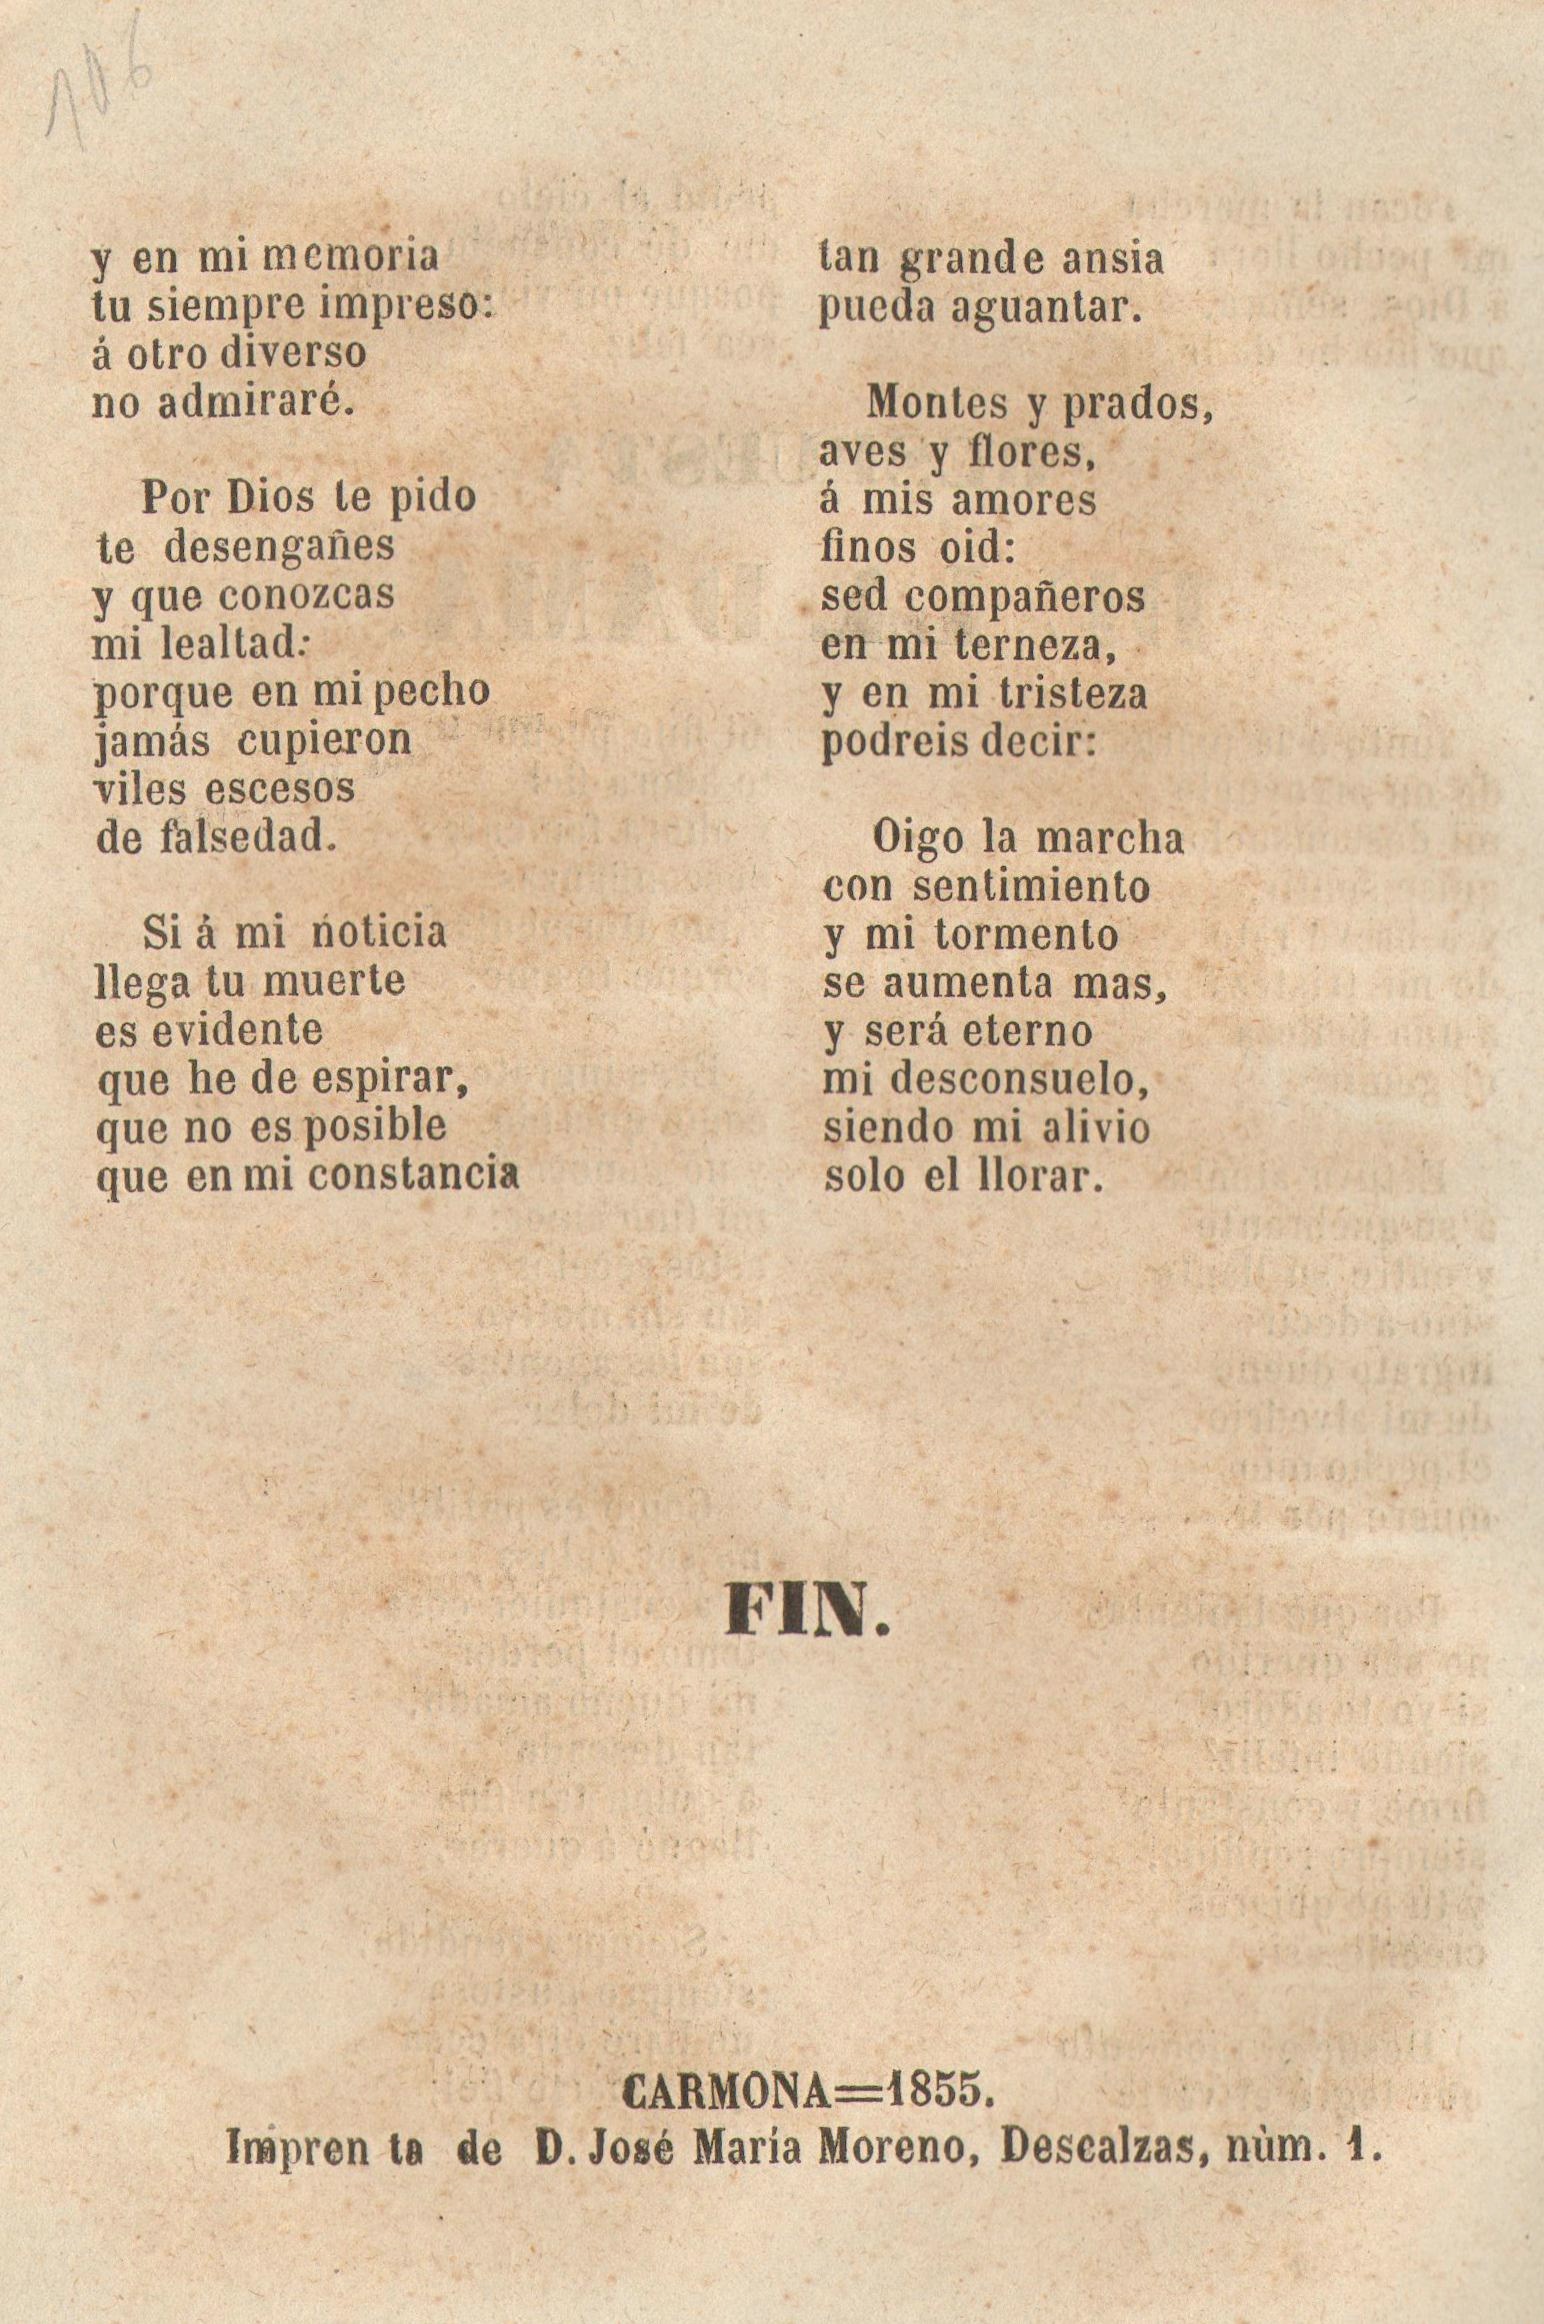 106
y en mi memoria
tu siempre impreso:
á otro diverso
no admiraré.
Por Dios te pido
te desengañes
y que conozcas
mi lealtad:
porque en mi pecho
jamás cupieron
viles escesos
de falsedad.
Si á mi noticia
llega tu muerte
es evidente
que he de espirar,
que no es posible
que en mi constancia
tan grande ansia
pueda aguantar.
Montes y prados,
aves y flores,
á mis amores
finos oid:
sed compañeros
en mi terneza,
y en mi tristeza
podreis decir:
Oigo la marcha
con sentimiento
y mi tormento
se aumenta mas,
y será eterno
mi desconsuelo,
siendo mi alivio
solo el llorar.
FIN.
CARMONA=1855.
Impren ta de D. José María Moreno, Descalzas, nùm. 1.